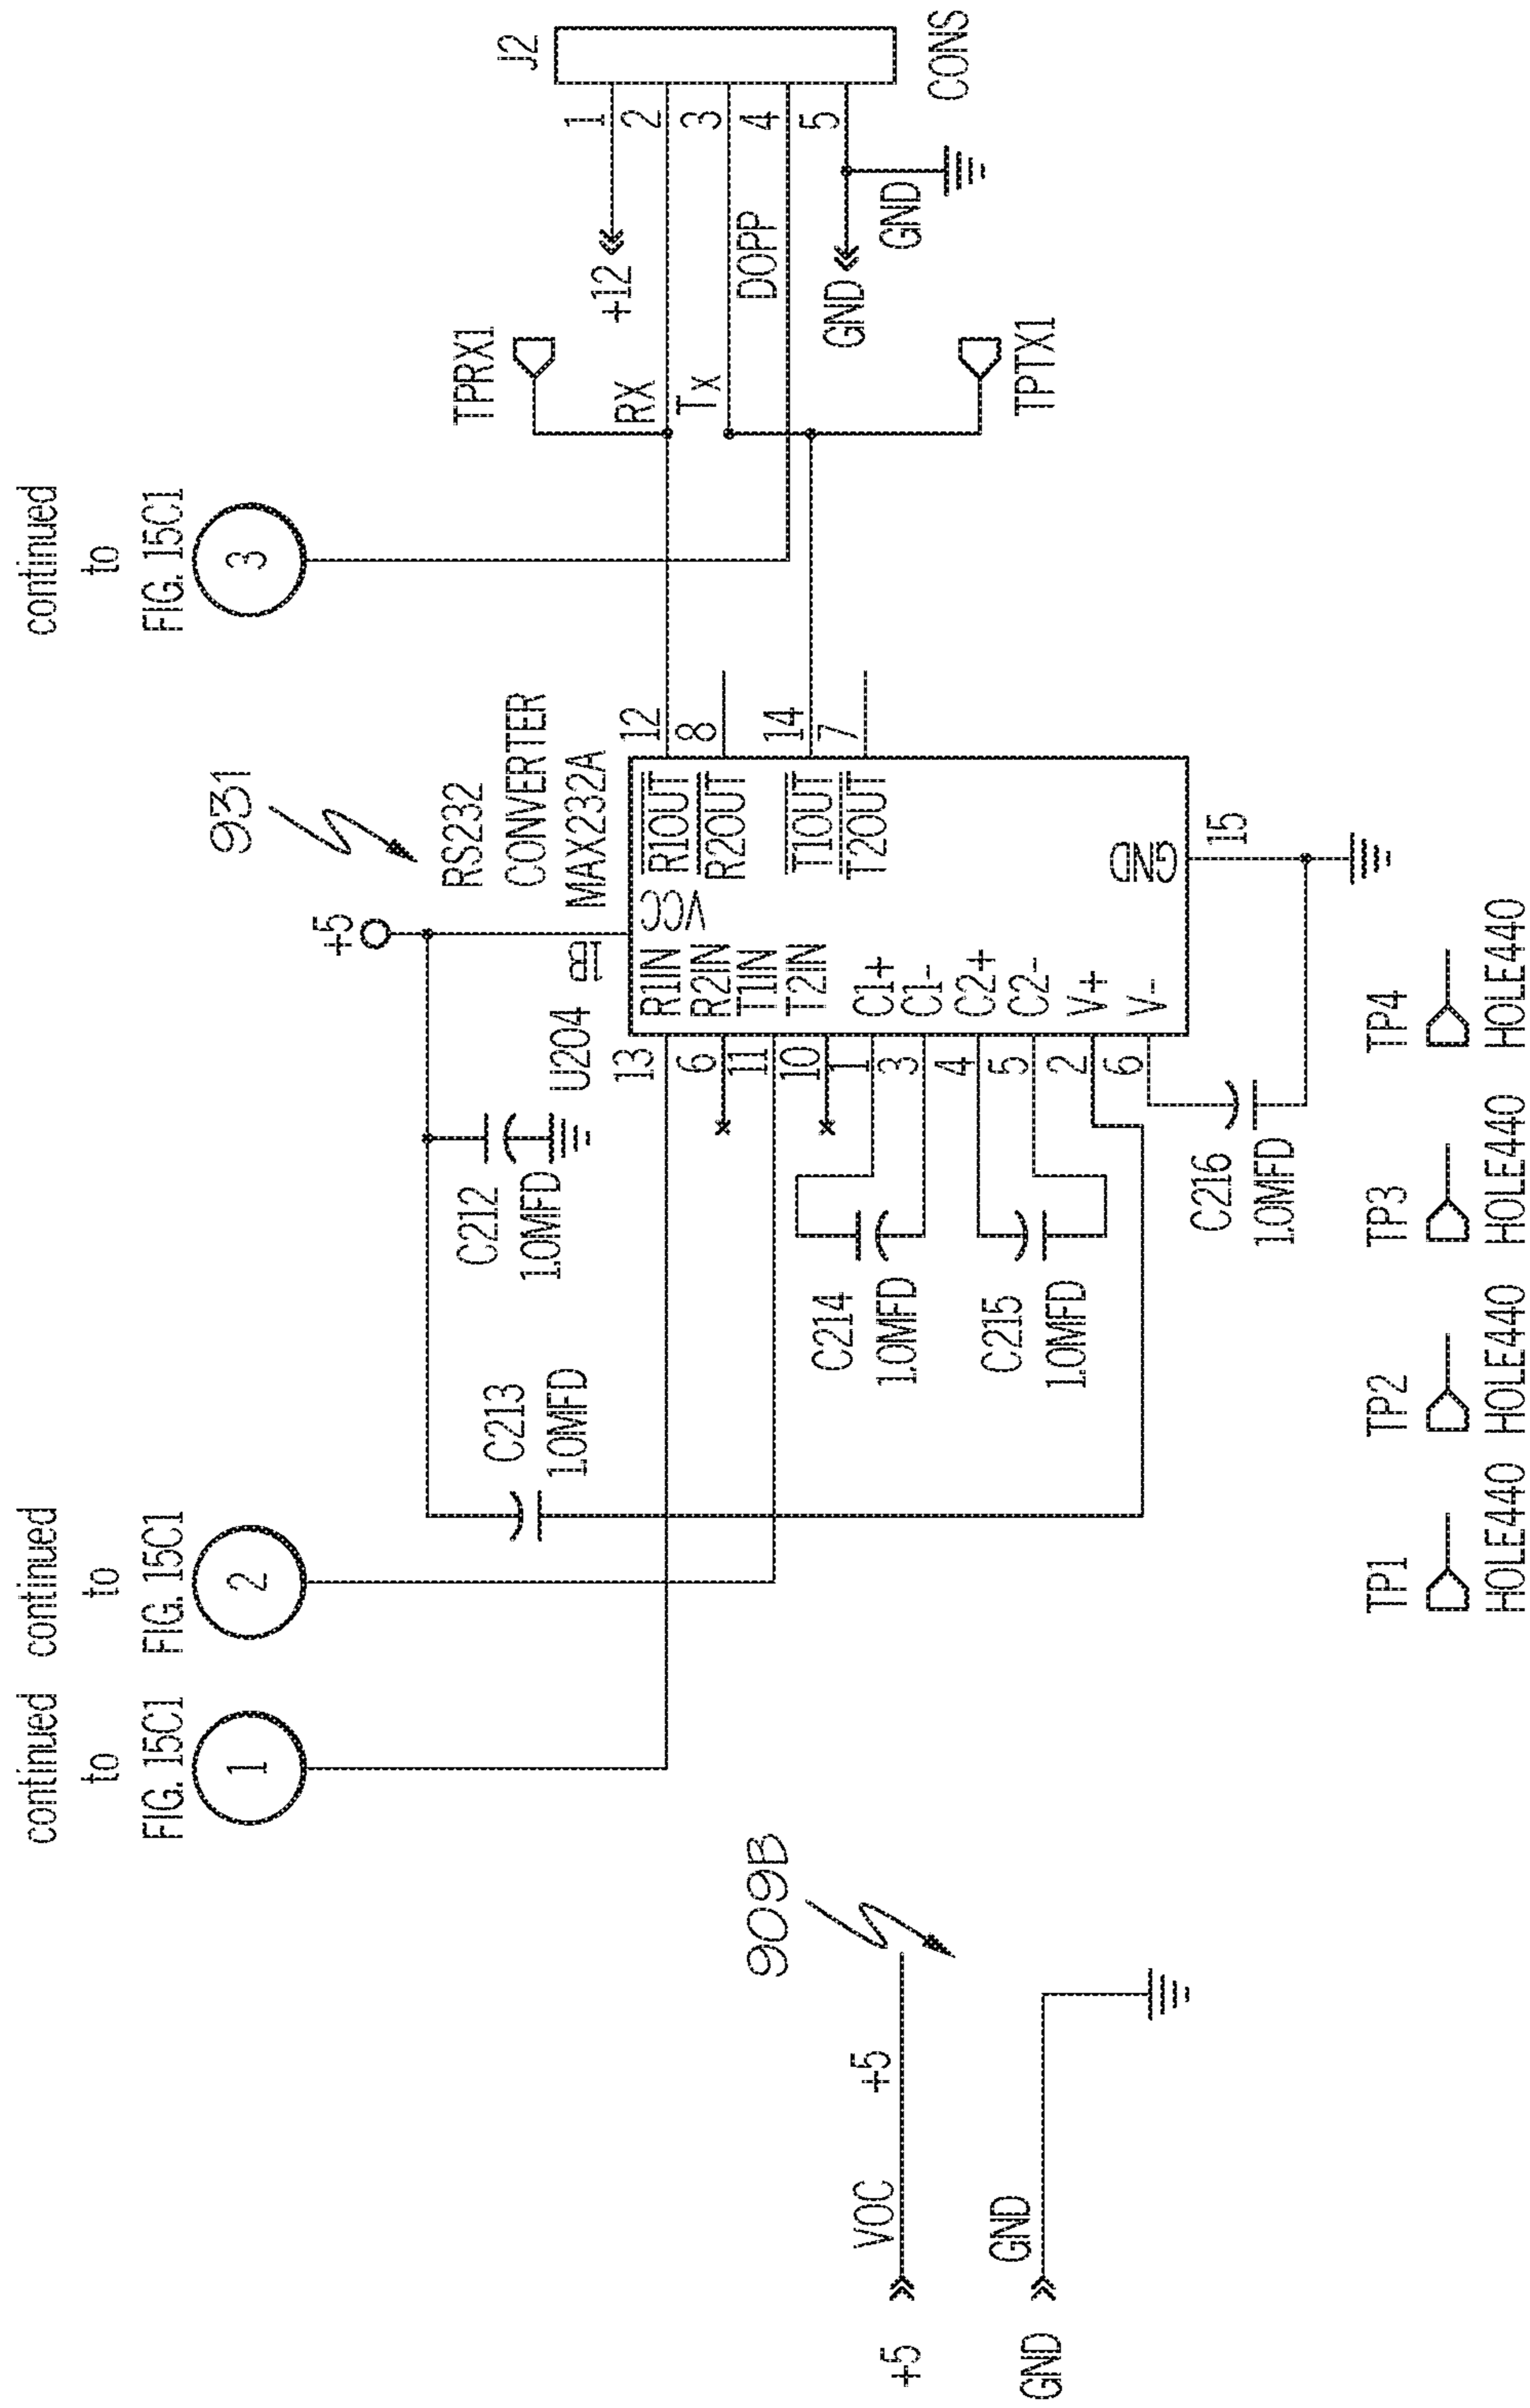 continued
to
FIG. 15C1
1
continued
to
FIG. 15C1
2
continued
to
FIG. 15C1
3
931
RS232
CONVERTER
MAX232A
+5
U204
C212
1.0MFD
C213
1.0MFD
13
R1IN
6
R2IN
11
T1IN
10
T2IN
1
C1+
3
C1-
4
C2+
5
C2-
2
V+
6
V-
VCC
R1OUT
12
R2OUT
8
T1OUT
14
T2OUT
7
GND
15
C214
1.0MFD
C215
1.0MFD
C216
1.0MFD
TPRX1
RX
Tx
DOPP
TPTX1
+12
GND
GND
J2
1
2
3
4
5
CONS
909B
+5
VOC
+5
GND
GND
TP1
HOLE440
TP2
HOLE440
TP3
HOLE440
TP4
HOLE440